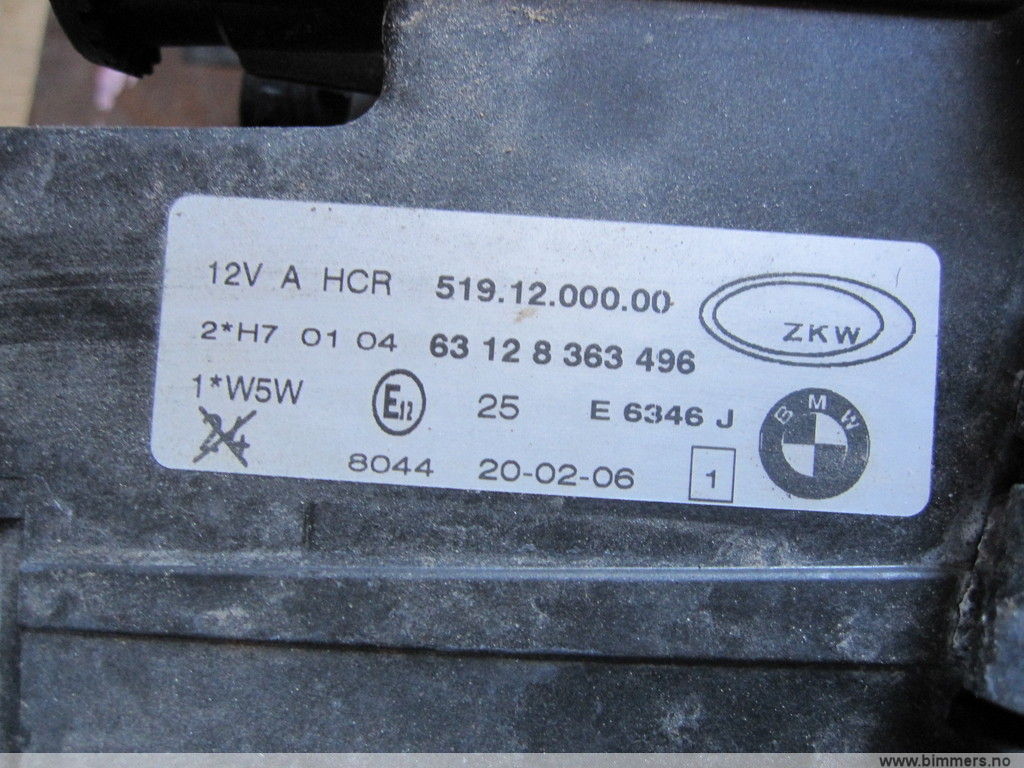 12V A HCR 519.12.000.00
ZKW
2*H7 01 04 63 12 8 363 496
1*W5W
E12 25 E 6346 J
BMW
24
8044 20-02-06 1
www.bimmers.no